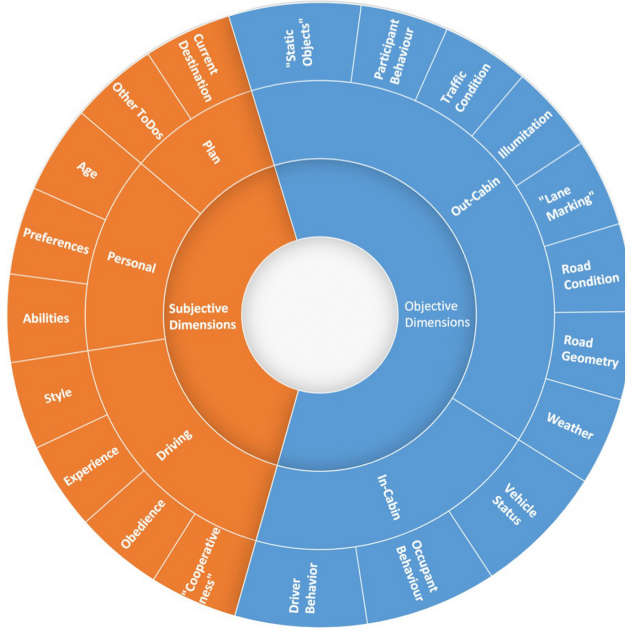 "Static
Objects"
Participant
Behaviour
Traffic
Condition
Illumitation
"Lane
Marking"
Road
Condition
Road
Geometry
Weather
Vehicle
Status
Occupant
Behaviour
Driver
Behavior
"Cooperative
ness"
Obedience
Experience
Style
Abilities
Preferences
Age
Other ToDos
Current
Destination
Out-Cabin
In-Cabin
Driving
Personal
Plan
Subjective
Dimensions
Objective
Dimensions